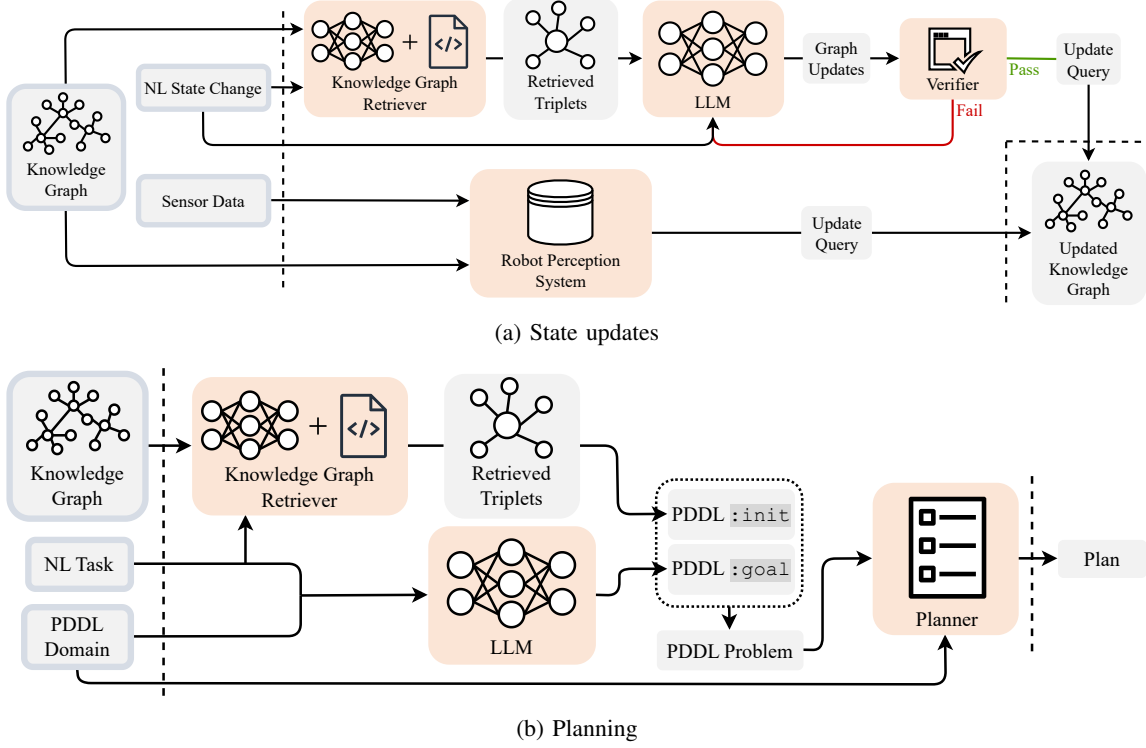 Knowledge
Graph
NL State Change
Sensor Data
</>
+
Knowledge Graph
Retriever
Retrieved
Triplets
LLM
Graph
Updates
Verifier
Pass
Fail
Update
Query
Robot Perception
System
Update
Query
Updated
Knowledge
Graph
(a) State updates
Knowledge
Graph
NL Task
PDDL
Domain
+
</>
Knowledge Graph
Retriever
Retrieved
Triplets
LLM
PDDL :init
PDDL :goal
PDDL Problem
Planner
Plan
(b) Planning